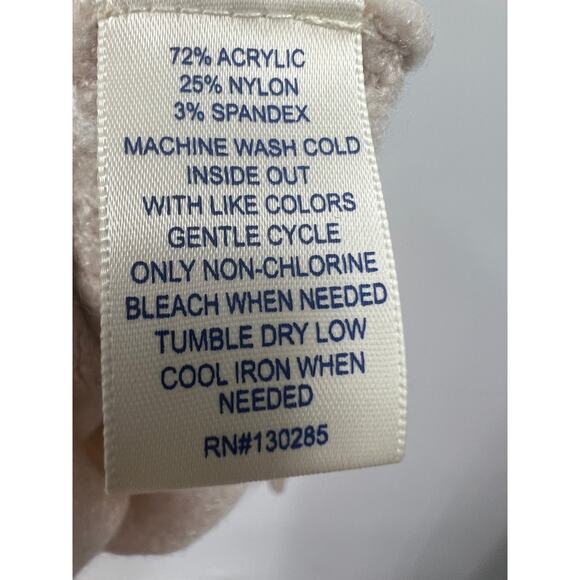 72% ACRYLIC
25% NYLON
3% SPANDEX
MACHINE WASH COLD
INSIDE OUT
WITH LIKE COLORS
GENTLE CYCLE
ONLY NON-CHLORINE
BLEACH WHEN NEEDED
TUMBLE DRY LOW
COOL IRON WHEN
NEEDED
RN#130285